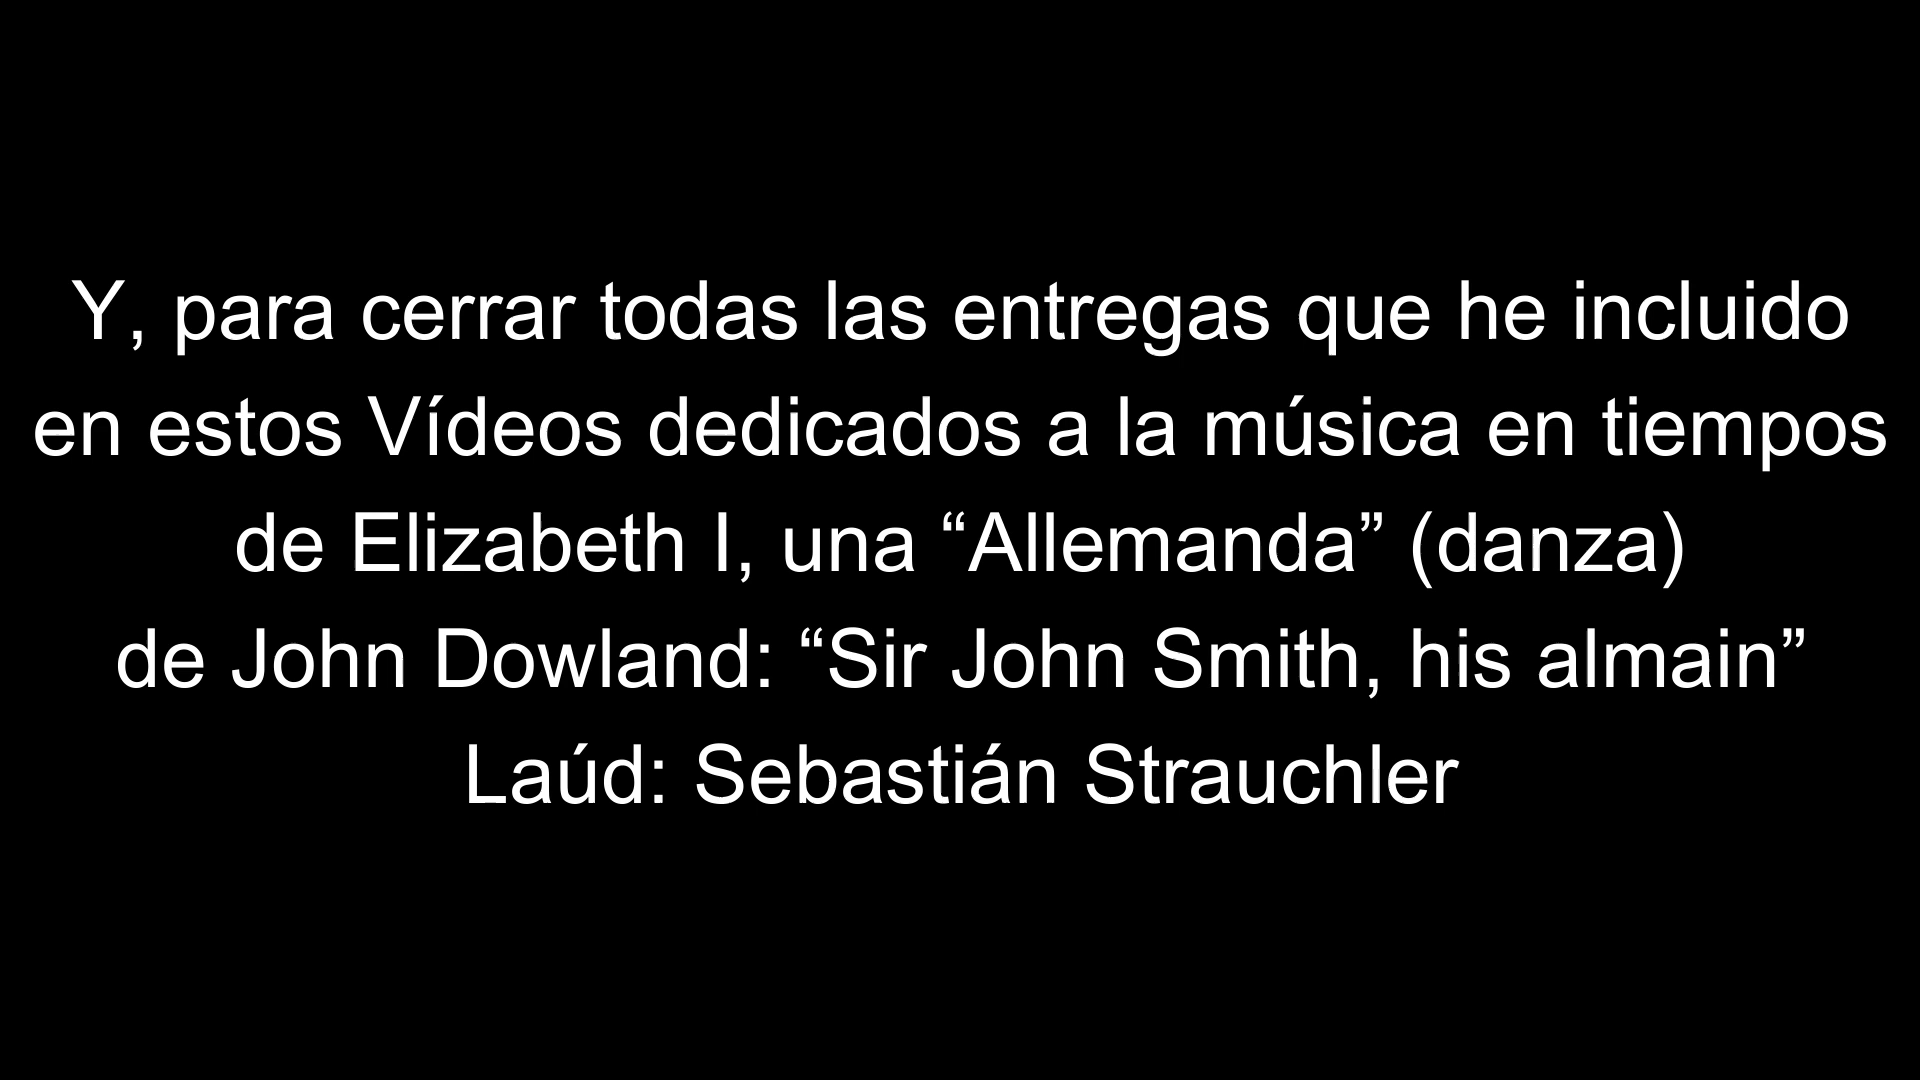 Y, para cerrar todas las entregas que he incluido
en estos Vídeos dedicados a la música en tiempos
de Elizabeth I, una “Allemanda” (danza)
de John Dowland: “Sir John Smith, his almain”
Laúd: Sebastián Strauchler